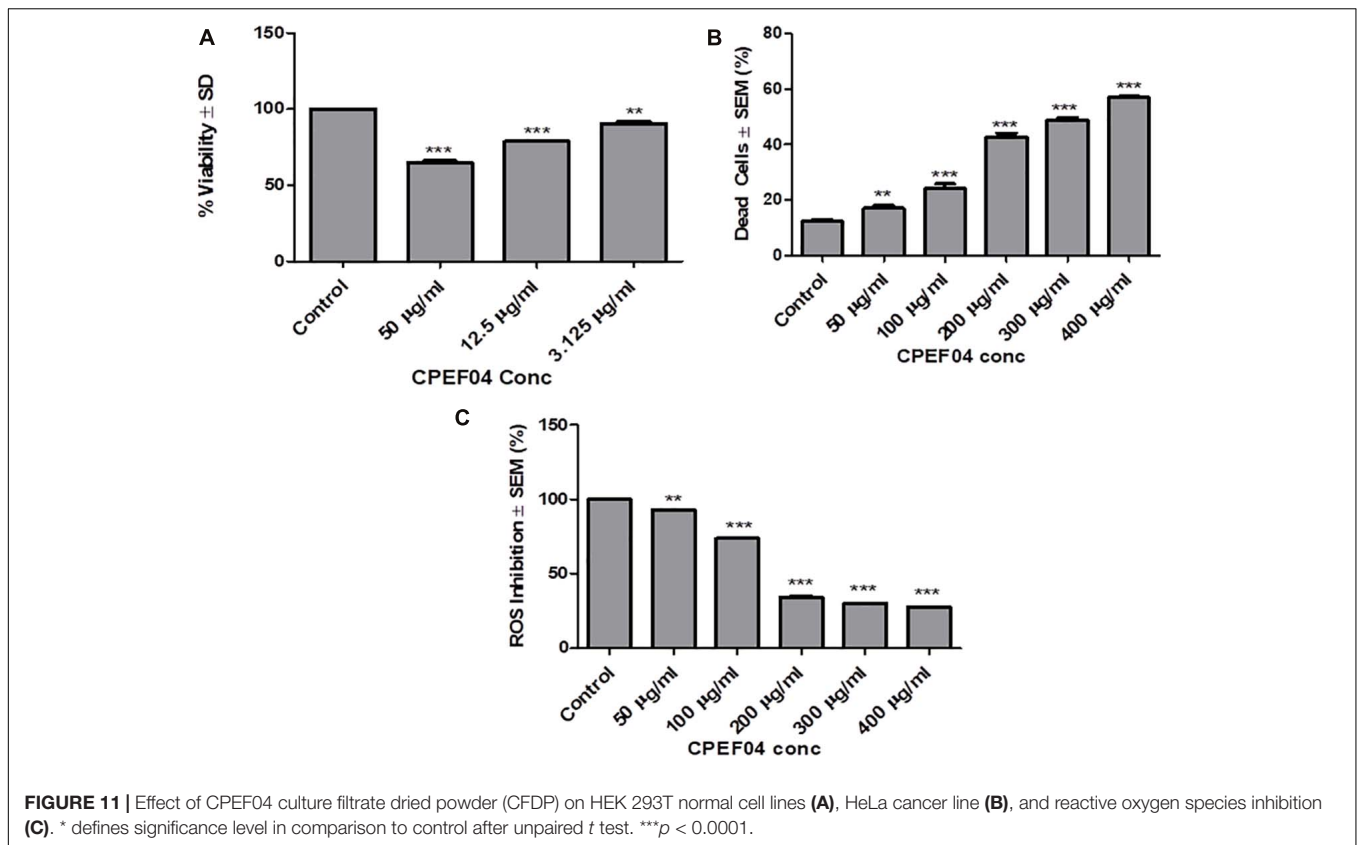 A
% Viability ± SD
150
100
50
0
***
***
**
Control
50 µg/ml
12.5 µg/ml
3.125 µg/ml
CPEF04 Conc
B
Dead Cells ± SEM (%)
80
60
40
20
0
**
***
***
***
***
Control
50 µg/ml
100 µg/ml
200 µg/ml
300 µg/ml
400 µg/ml
CPEF04 conc
C
ROS Inhibition ± SEM (%)
150
100
50
0
**
***
***
***
***
Control
50 µg/ml
100 µg/ml
200 µg/ml
300 µg/ml
400 µg/ml
CPEF04 conc
FIGURE 11 | Effect of CPEF04 culture filtrate dried powder (CFDP) on HEK 293T normal cell lines (A), HeLa cancer line (B), and reactive oxygen species inhibition
(C). * defines significance level in comparison to control after unpaired t test. ***p < 0.0001.